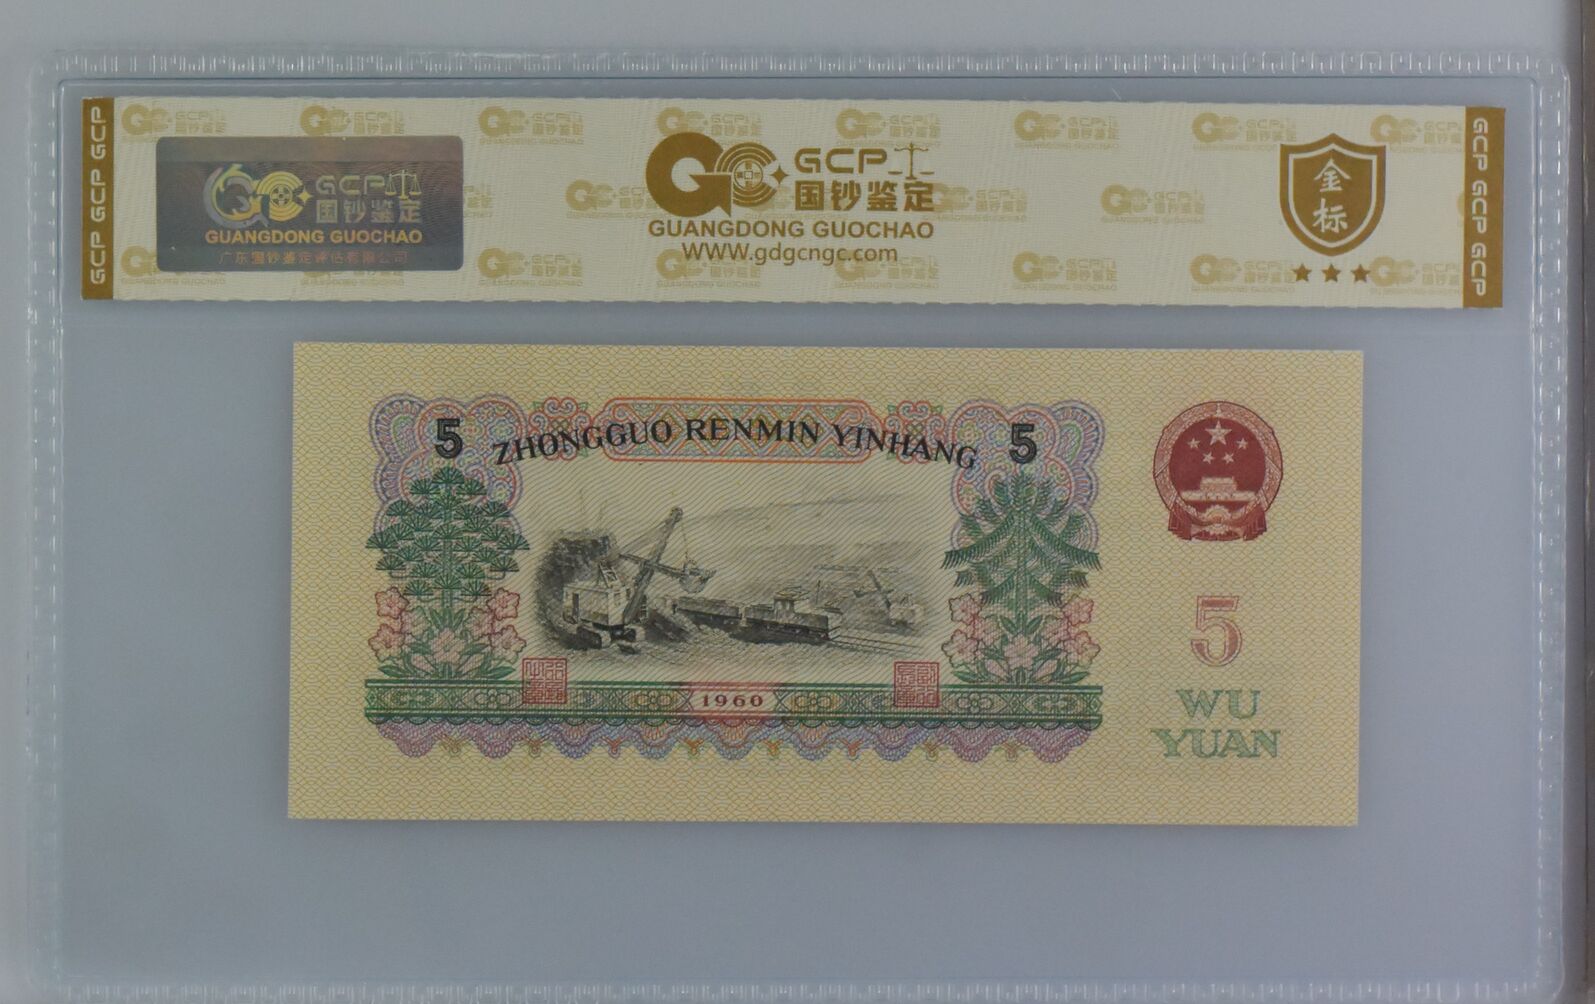 GCP GCP GCP
GCP
国钞鉴定
GUANGDONG GUOCHAO
广东国钞鉴定评估有限公司
GCP
国钞鉴定
GUANGDONG GUOCHAO
WWW.gdgcngc.com
金标
GCP GCP GCP
5 ZHONGGUO RENMIN YINHANG 5
1960
5
WU
YUAN